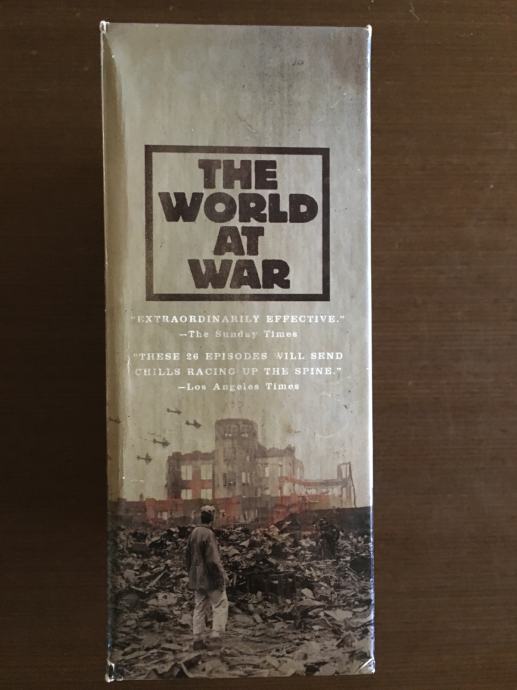 THE
WORLD
AT
WAR
"EXTRAORDINARILY EFFECTIVE."
—The Sunday Times
"THESE 26 EPISODES WILL SEND
CHILLS RACING UP THE SPINE."
—Los Angeles Times